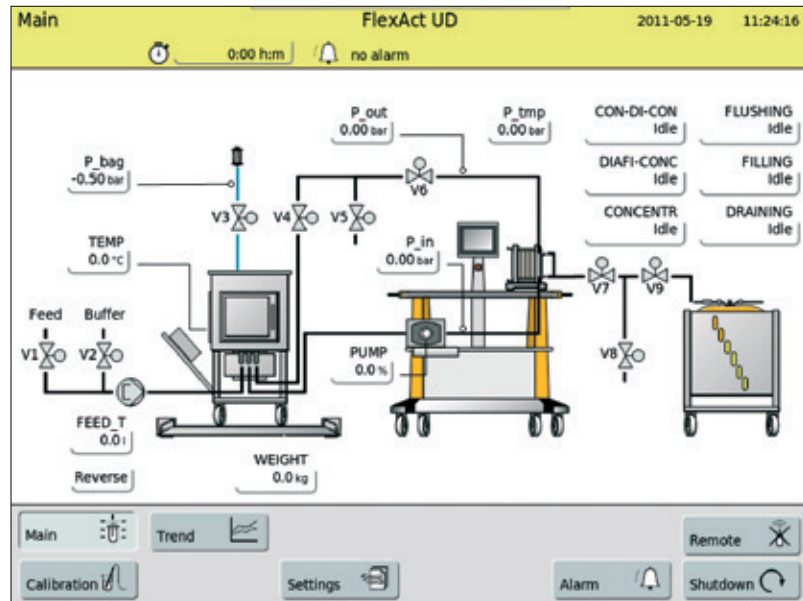 Main FlexAct UD 2011-05-19 11:24:16
0:00 h:m no alarm
P_out P_tmp CON-DI-CON FLUSHING
0.00 bar 0.00 bar Idle Idle
P_bag DIAFI-CONC FILLING
-0.50 bar Idle Idle
V6
V3 V4 V5 CONCENTR DRAINING
Idle Idle
TEMP P_in
0.0 °C 0.00 bar
V7 V9
Feed Buffer
V1 V2 PUMP V8
0.0 %
FEED_T
0.0 l
WEIGHT
Reverse 0.0 kg
Main Trend Remote
Calibration Settings Alarm Shutdown